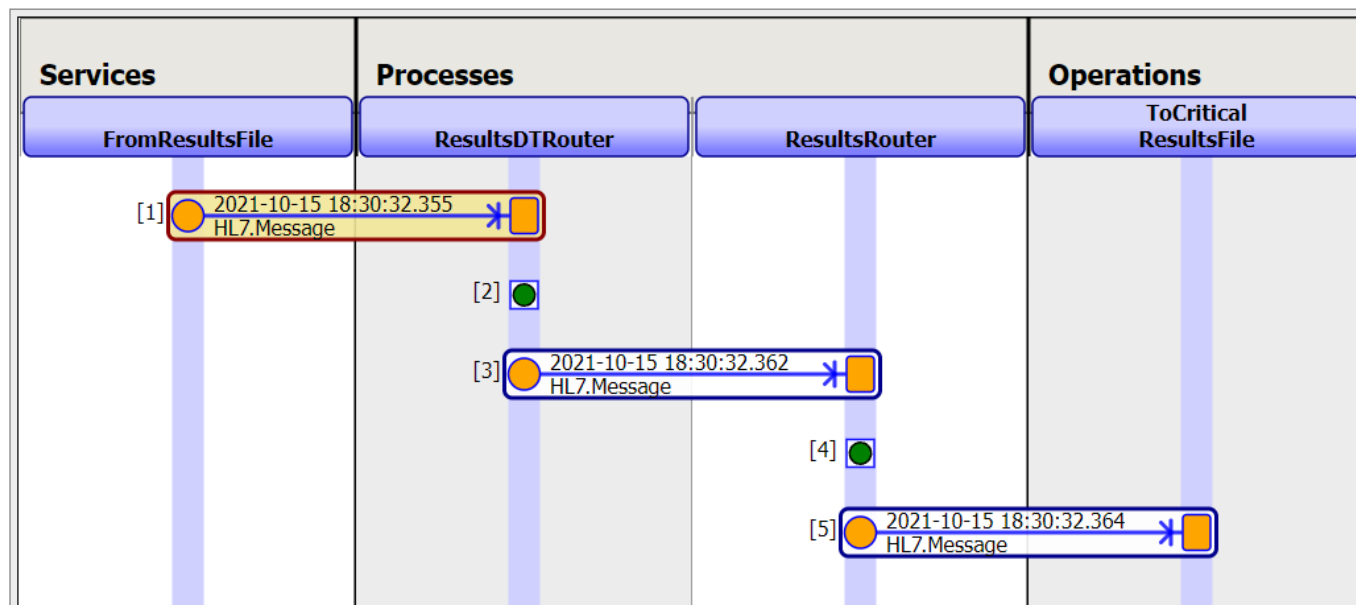 Services
Processes
Operations
FromResultsFile
ResultsDTRouter
ResultsRouter
ToCritical
ResultsFile
[1]
2021-10-15 18:30:32.355
HL7.Message
[2]
[3]
2021-10-15 18:30:32.362
HL7.Message
[4]
[5]
2021-10-15 18:30:32.364
HL7.Message